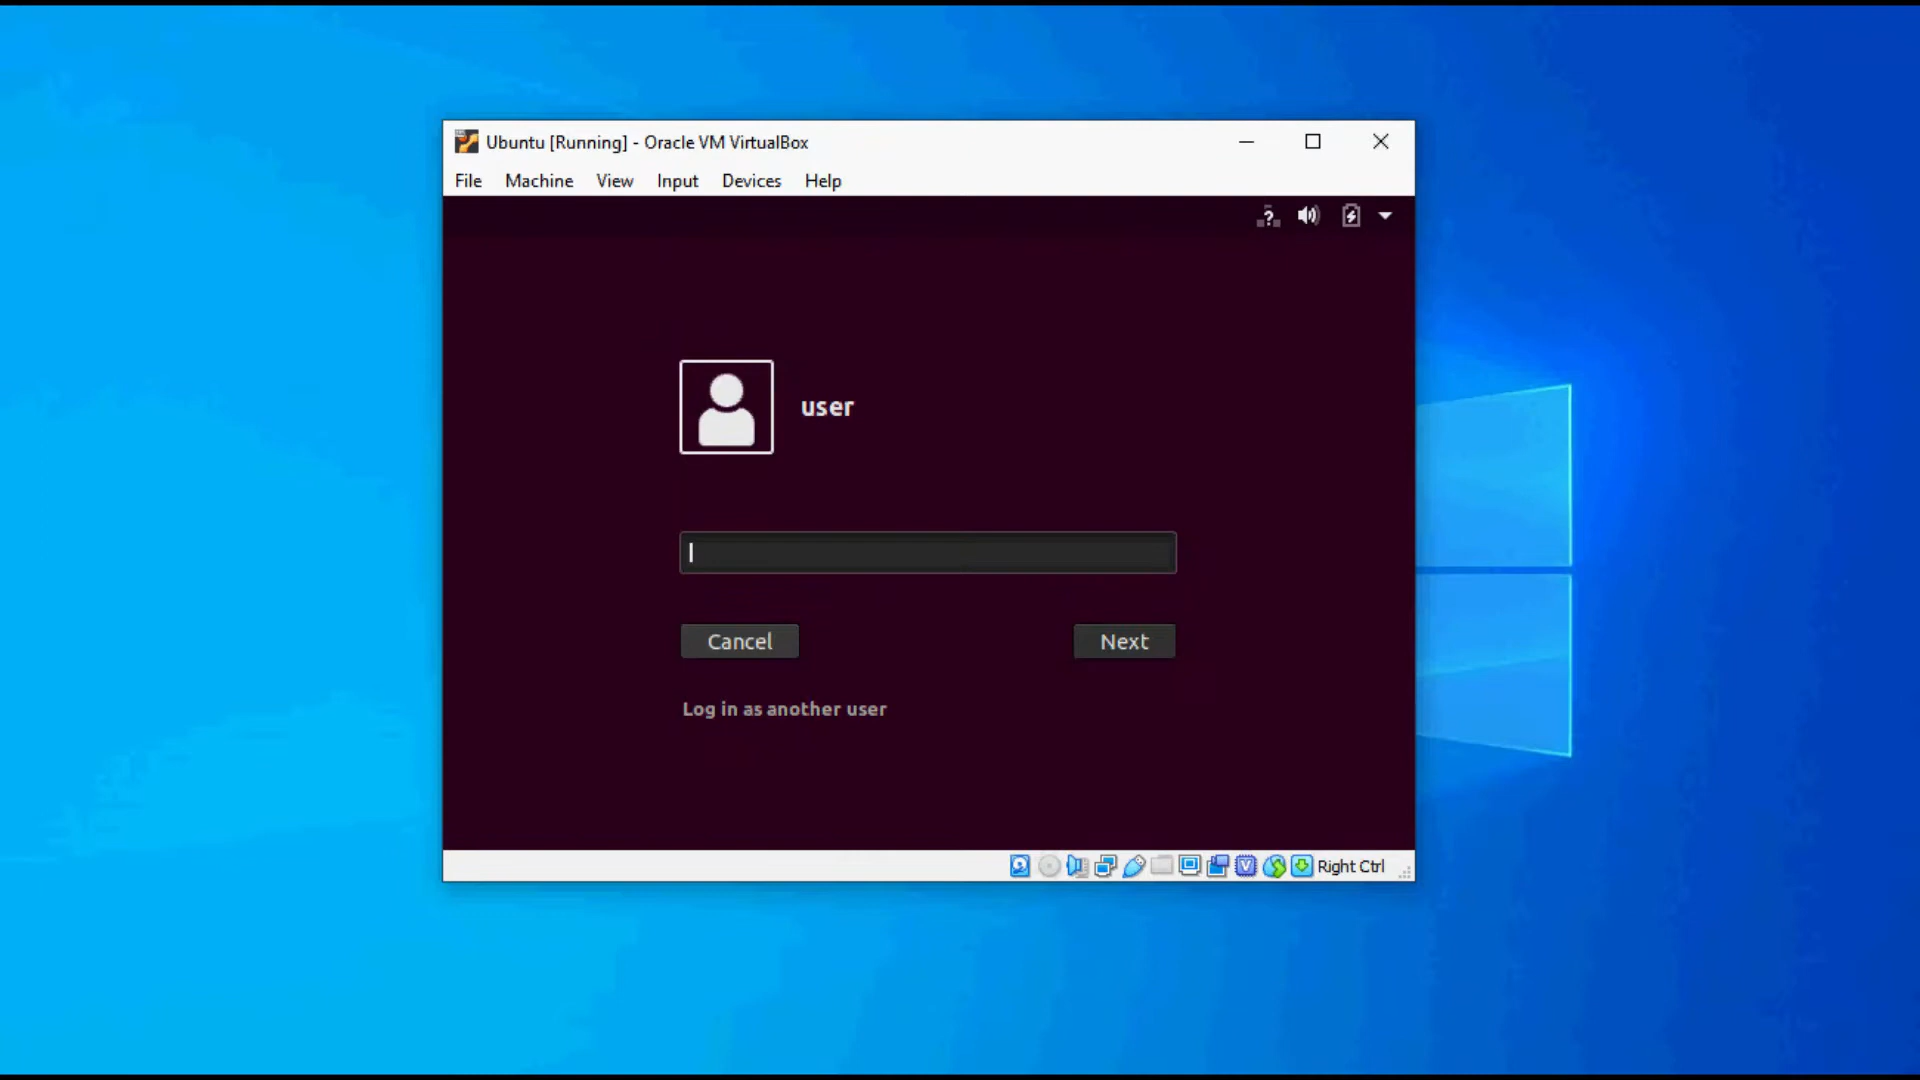 Ubuntu [Running] - Oracle VM VirtualBox
File Machine View Input Devices Help
user
Cancel Next
Log in as another user
Right Ctrl